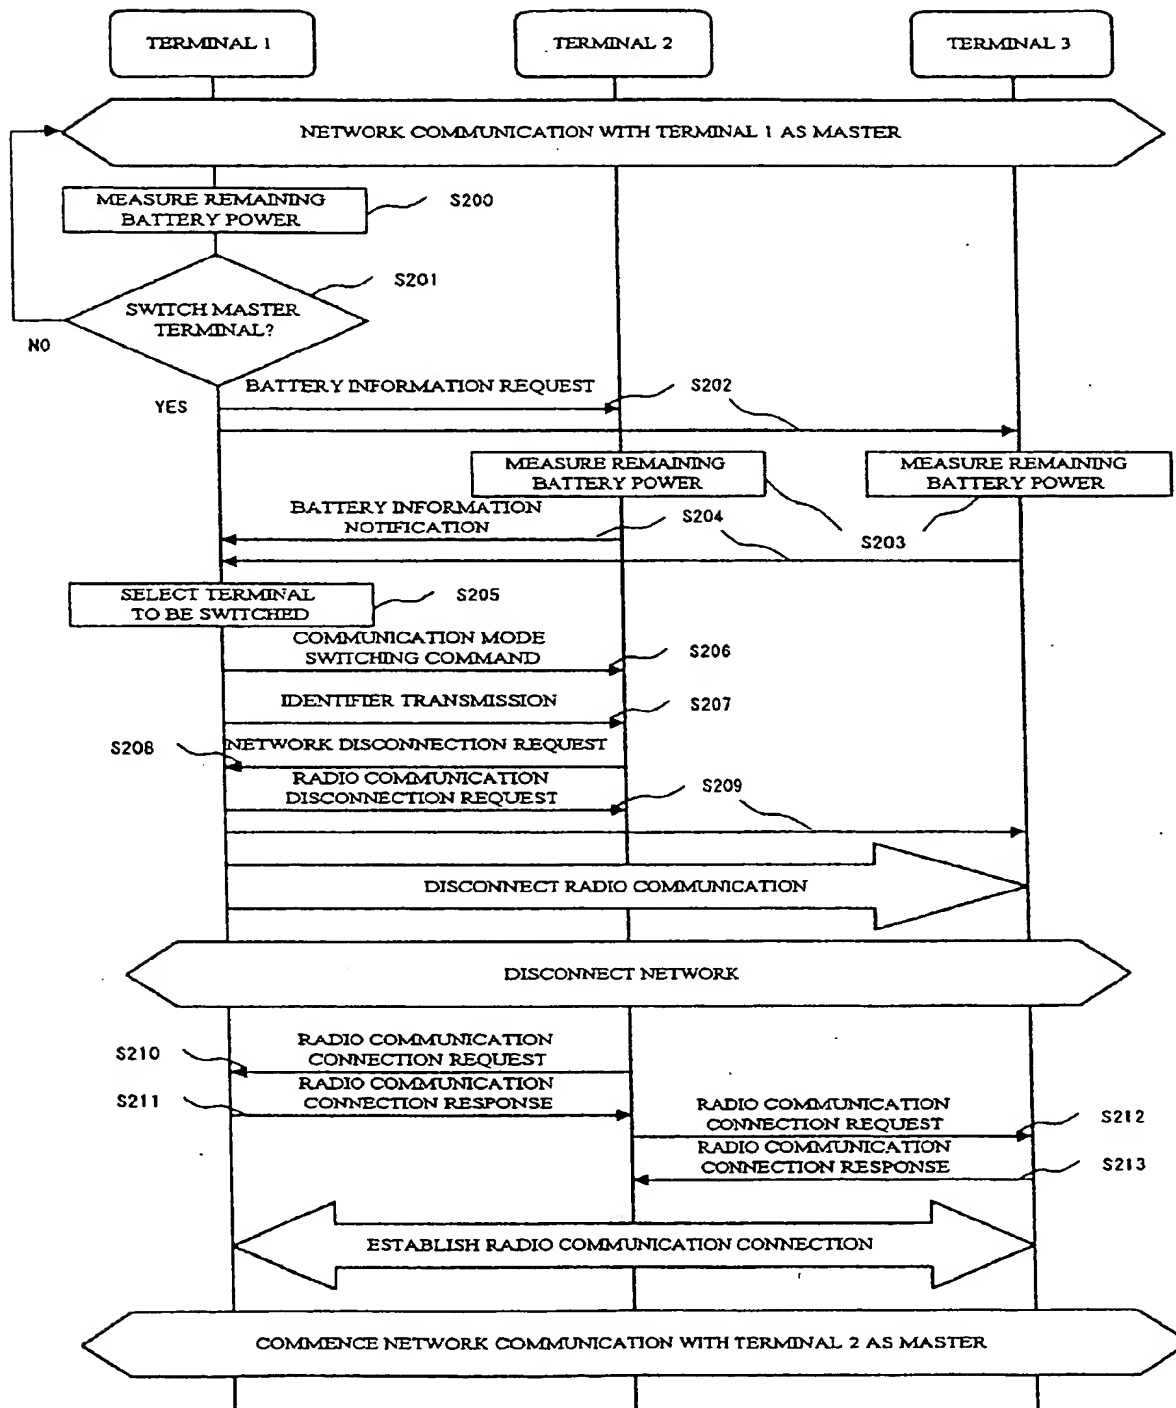 TERMINAL 1
TERMINAL 2
TERMINAL 3
NETWORK COMMUNICATION WITH TERMINAL 1 AS MASTER
MEASURE REMAINING
BATTERY POWER
S200
SWITCH MASTER
TERMINAL?
S201
NO
YES
BATTERY INFORMATION REQUEST
S202
MEASURE REMAINING
BATTERY POWER
MEASURE REMAINING
BATTERY POWER
S203
BATTERY INFORMATION
NOTIFICATION
S204
SELECT TERMINAL
TO BE SWITCHED
S205
COMMUNICATION MODE
SWITCHING COMMAND
S206
IDENTIFIER TRANSMISSION
S207
S208
NETWORK DISCONNECTION REQUEST
RADIO COMMUNICATION
DISCONNECTION REQUEST
S209
DISCONNECT RADIO COMMUNICATION
DISCONNECT NETWORK
S210
RADIO COMMUNICATION
CONNECTION REQUEST
S211
RADIO COMMUNICATION
CONNECTION RESPONSE
RADIO COMMUNICATION
CONNECTION REQUEST
S212
RADIO COMMUNICATION
CONNECTION RESPONSE
S213
ESTABLISH RADIO COMMUNICATION CONNECTION
COMMENCE NETWORK COMMUNICATION WITH TERMINAL 2 AS MASTER